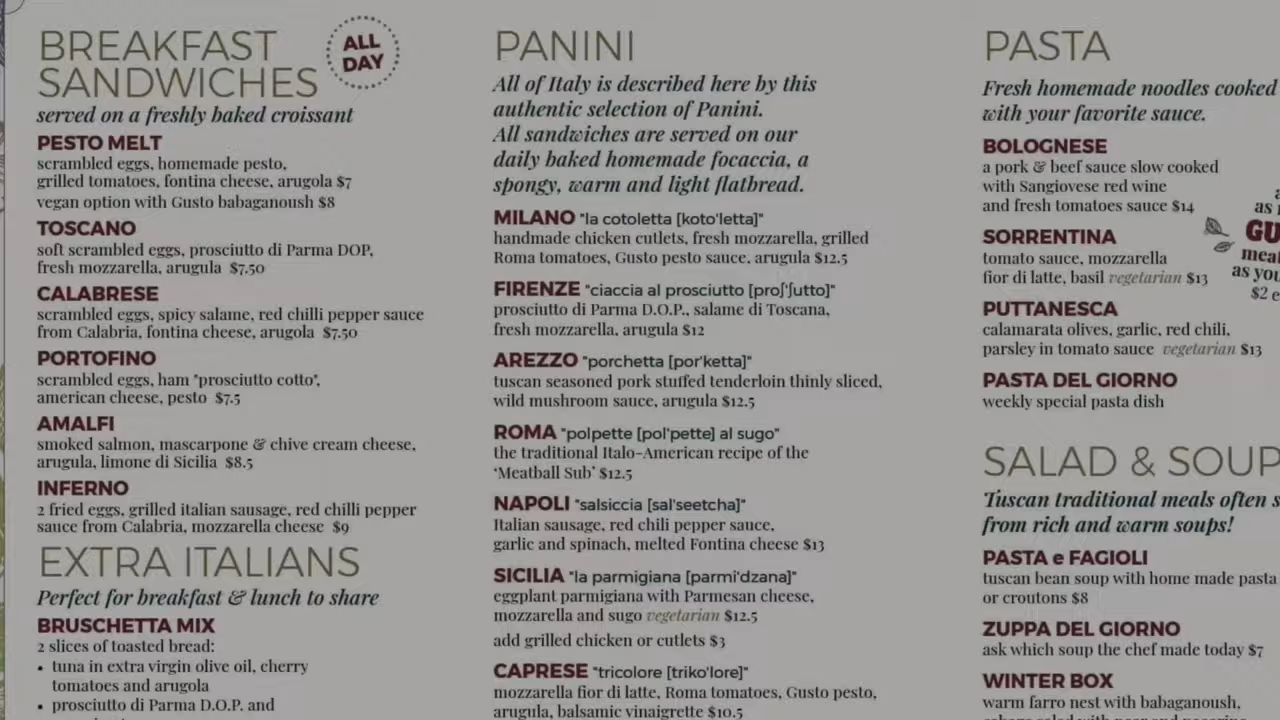 BREAKFAST
SANDWICHES
ALL
DAY
served on a freshly baked croissant
PESTO MELT
scrambled eggs, homemade pesto,
grilled tomatoes, fontina cheese, arugola $7
vegan option with Gusto babaganoush $8
TOSCANO
soft scrambled eggs, prosciutto di Parma DOP,
fresh mozzarella, arugula $7.50
CALABRESE
scrambled eggs, spicy salame, red chilli pepper sauce
from Calabria, fontina cheese, arugola $7.50
PORTOFINO
scrambled eggs, ham "prosciutto cotto",
american cheese, pesto $7.5
AMALFI
smoked salmon, mascarpone & chive cream cheese,
arugula, limone di Sicilia $8.5
INFERNO
2 fried eggs, grilled italian sausage, red chilli pepper
sauce from Calabria, mozzarella cheese $9
EXTRA ITALIANS
Perfect for breakfast & lunch to share
BRUSCHETTA MIX
2 slices of toasted bread:
• tuna in extra virgin olive oil, cherry
tomatoes and arugola
• prosciutto di Parma D.O.P. and
PANINI
All of Italy is described here by this
authentic selection of Panini.
All sandwiches are served on our
daily baked homemade focaccia, a
spongy, warm and light flatbread.
MILANO "la cotoletta [koto'letta]"
handmade chicken cutlets, fresh mozzarella, grilled
Roma tomatoes, Gusto pesto sauce, arugula $12.5
FIRENZE "ciaccia al prosciutto [proʃ'ʃutto]"
prosciutto di Parma D.O.P., salame di Toscana,
fresh mozzarella, arugula $12
AREZZO "porchetta [por'ketta]"
tuscan seasoned pork stuffed tenderloin thinly sliced,
wild mushroom sauce, arugula $12.5
ROMA "polpette [pol'pette] al sugo"
the traditional Italo-American recipe of the
'Meatball Sub' $12.5
NAPOLI "salsiccia [sal'seetcha]"
Italian sausage, red chili pepper sauce,
garlic and spinach, melted Fontina cheese $13
SICILIA "la parmigiana [parmi'dzana]"
eggplant parmigiana with Parmesan cheese,
mozzarella and sugo vegetarian $12.5
add grilled chicken or cutlets $3
CAPRESE "tricolore [triko'lore]"
mozzarella fior di latte, Roma tomatoes, Gusto pesto,
arugula, balsamic vinaigrette $10.5
PASTA
Fresh homemade noodles cooked
with your favorite sauce.
BOLOGNESE
a pork & beef sauce slow cooked
with Sangiovese red wine
and fresh tomatoes sauce $14
SORRENTINA
tomato sauce, mozzarella
fior di latte, basil vegetarian $13
PUTTANESCA
calamarata olives, garlic, red chili,
parsley in tomato sauce vegetarian $13
PASTA DEL GIORNO
weekly special pasta dish
as
GU
meat
as you
$2 e
SALAD & SOUP
Tuscan traditional meals often s
from rich and warm soups!
PASTA e FAGIOLI
tuscan bean soup with home made pasta
or croutons $8
ZUPPA DEL GIORNO
ask which soup the chef made today $7
WINTER BOX
warm farro nest with babaganoush,